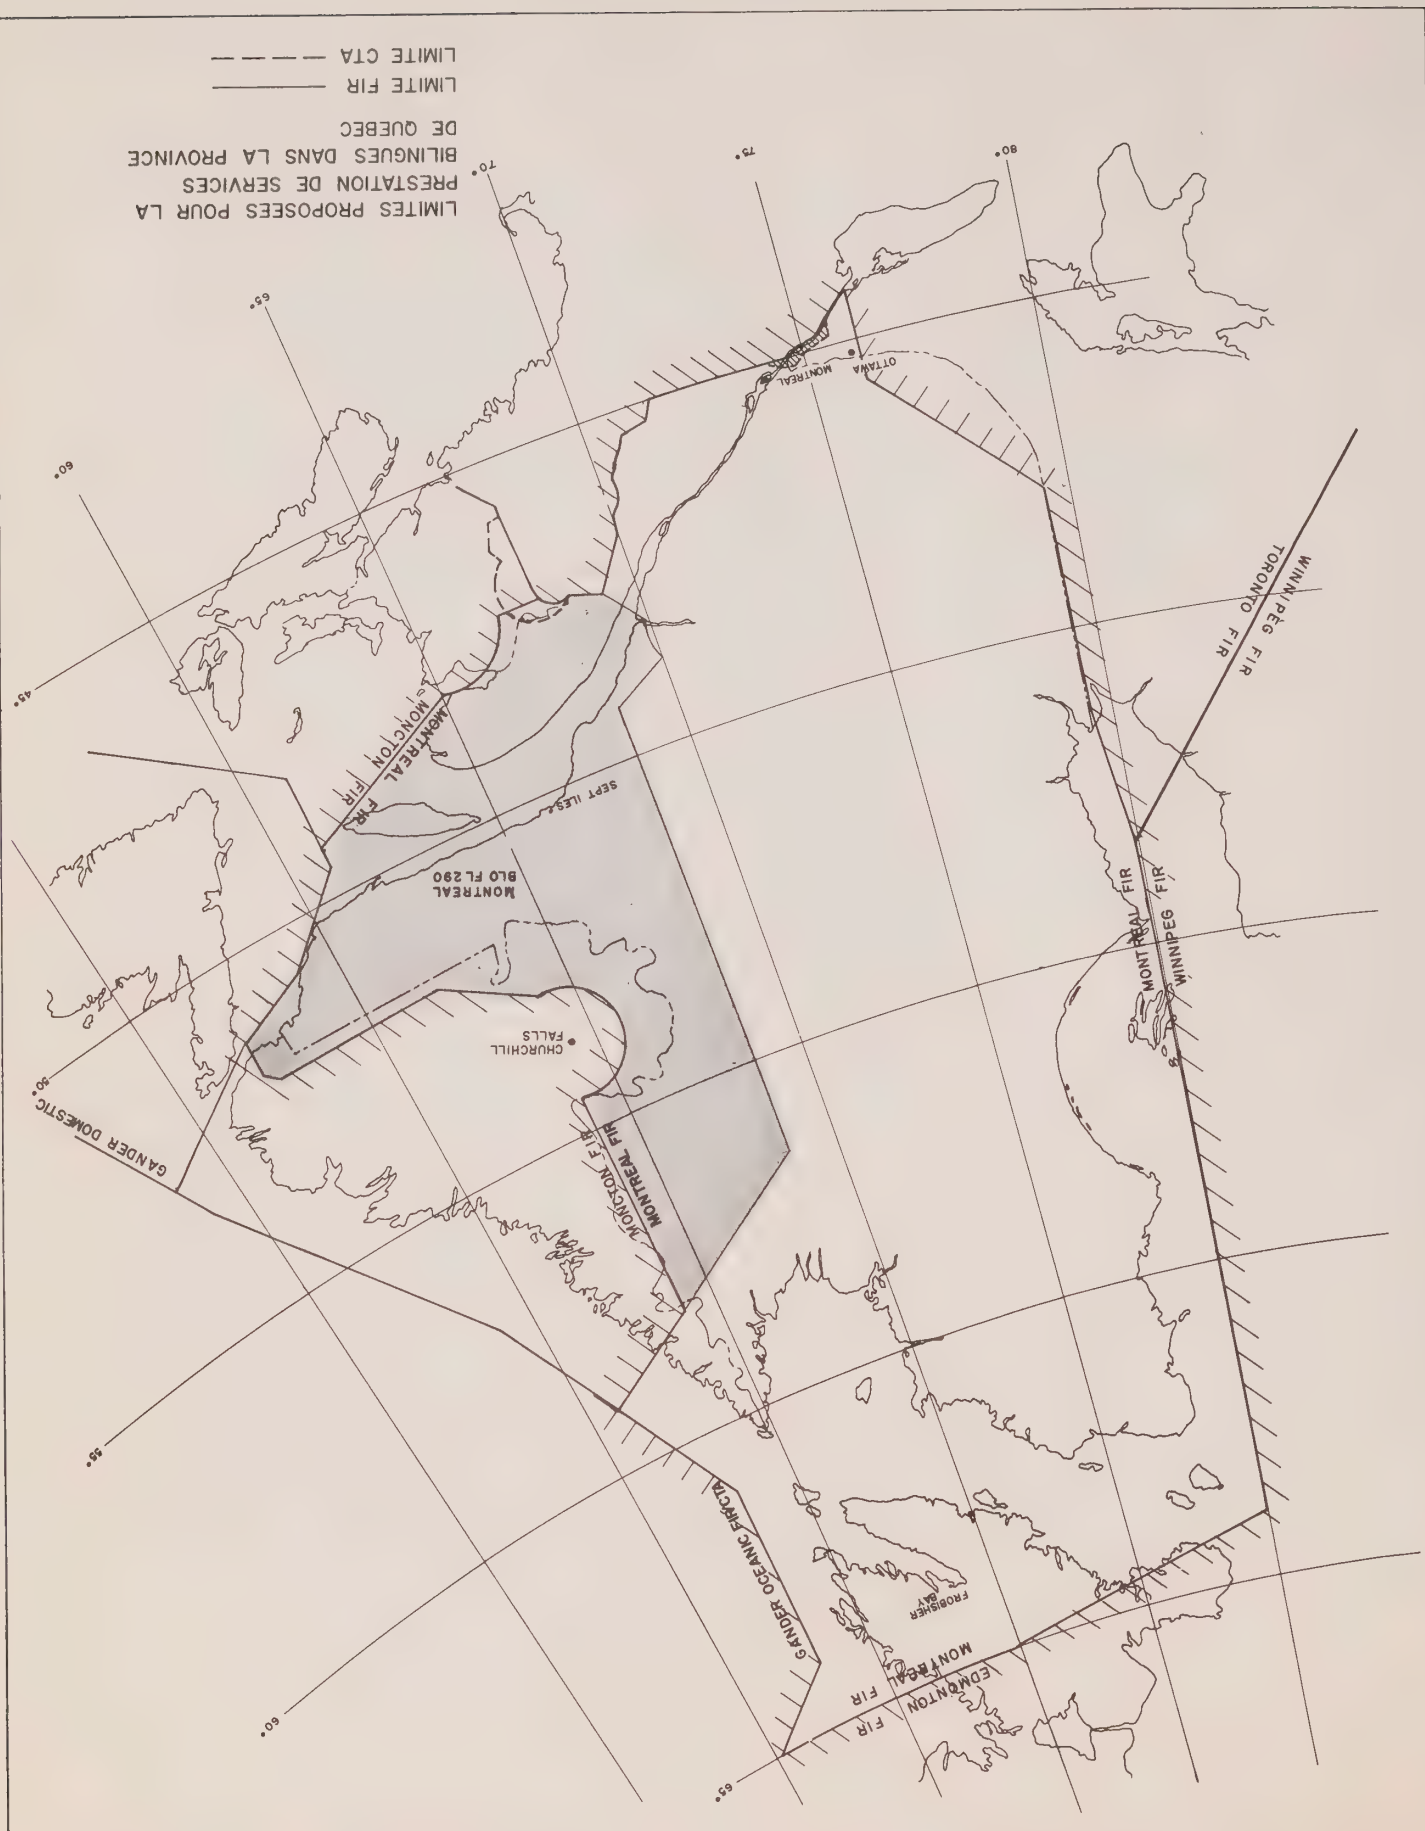 LIMITES PROPOSEES POUR LA
PRESTATION DE SERVICES
BILINGUES DANS LA PROVINCE
DE QUEBEC
LIMITE FIR
LIMITE CTA
65°
EDMONTON FIR
MONTREAL FIR
FROBISHER
BAY
GANDER OCEANIC FIR/CTA
60°
55°
MONTREAL FIR
MONCTON FIR
GANDER DOMESTIC
50°
CHURCHILL
FALLS
WINNIPEG FIR
MONTREAL FIR
MONTREAL
BLO FL 290
SEPT ILES
MONTREAL FIR
MONCTON FIR
45°
WINNIPEG FIR
TORONTO FIR
60°
OTTAWA
MONTREAL
65°
70°
75°
80°